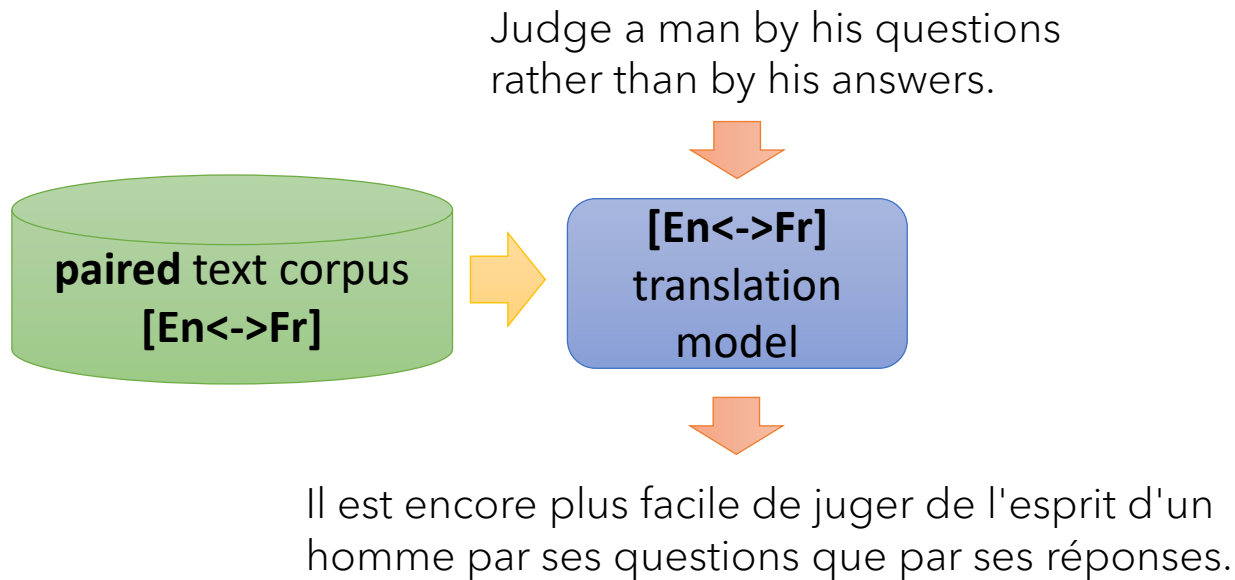 Judge a man by his questions
rather than by his answers.
paired text corpus
[En<->Fr]
[En<->Fr]
translation
model
Il est encore plus facile de juger de l'esprit d'un
homme par ses questions que par ses réponses.